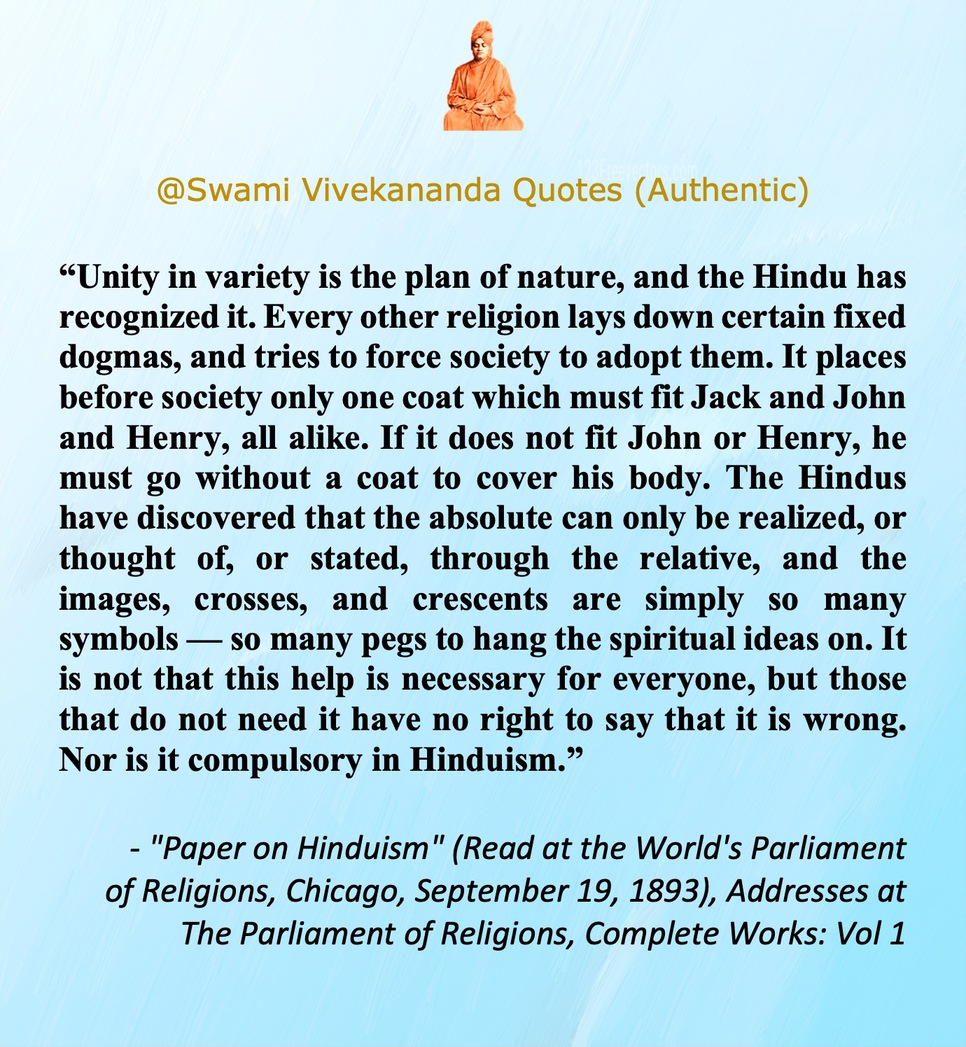 @Swami Vivekananda Quotes (Authentic)
“Unity in variety is the plan of nature, and the Hindu has
recognized it. Every other religion lays down certain fixed
dogmas, and tries to force society to adopt them. It places
before society only one coat which must fit Jack and John
and Henry, all alike. If it does not fit John or Henry, he
must go without a coat to cover his body. The Hindus
have discovered that the absolute can only be realized, or
thought of, or stated, through the relative, and the
images, crosses, and crescents are simply so many
symbols — so many pegs to hang the spiritual ideas on. It
is not that this help is necessary for everyone, but those
that do not need it have no right to say that it is wrong.
Nor is it compulsory in Hinduism.”
- "Paper on Hinduism" (Read at the World's Parliament
of Religions, Chicago, September 19, 1893), Addresses at
The Parliament of Religions, Complete Works: Vol 1